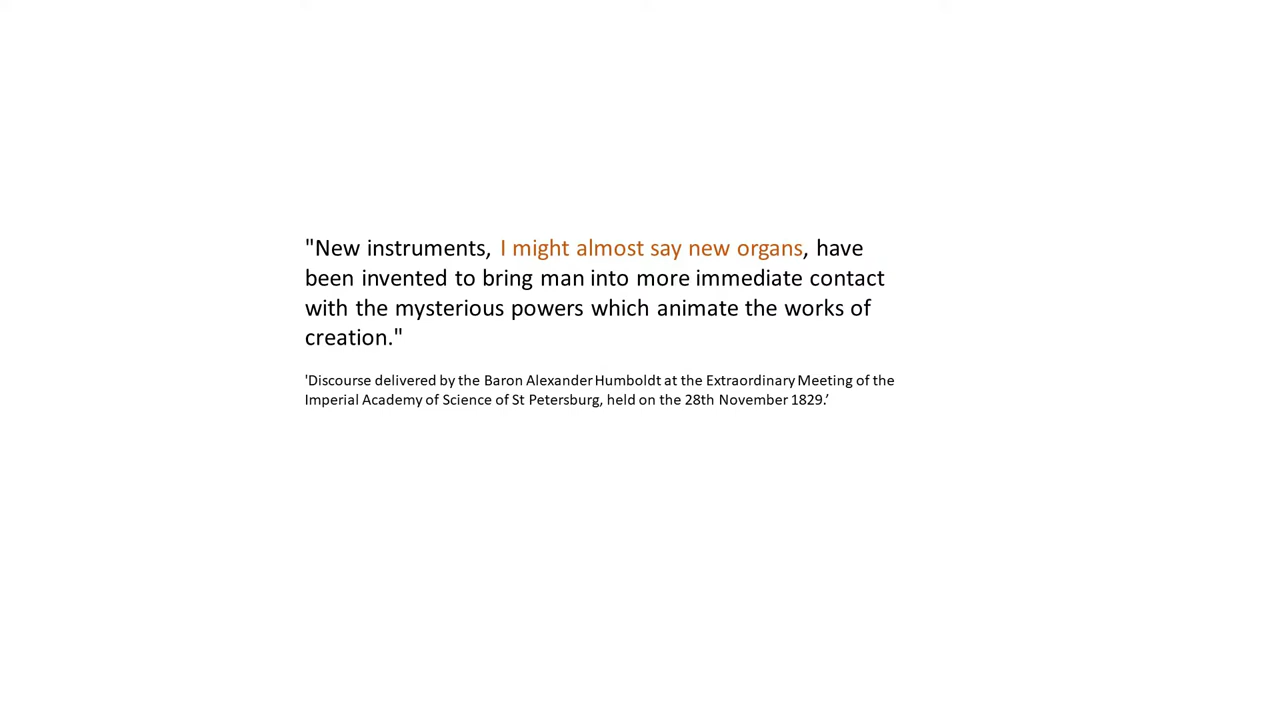 "New instruments, I might almost say new organs, have
been invented to bring man into more immediate contact
with the mysterious powers which animate the works of
creation."
'Discourse delivered by the Baron Alexander Humboldt at the Extraordinary Meeting of the
Imperial Academy of Science of St Petersburg, held on the 28th November 1829.’